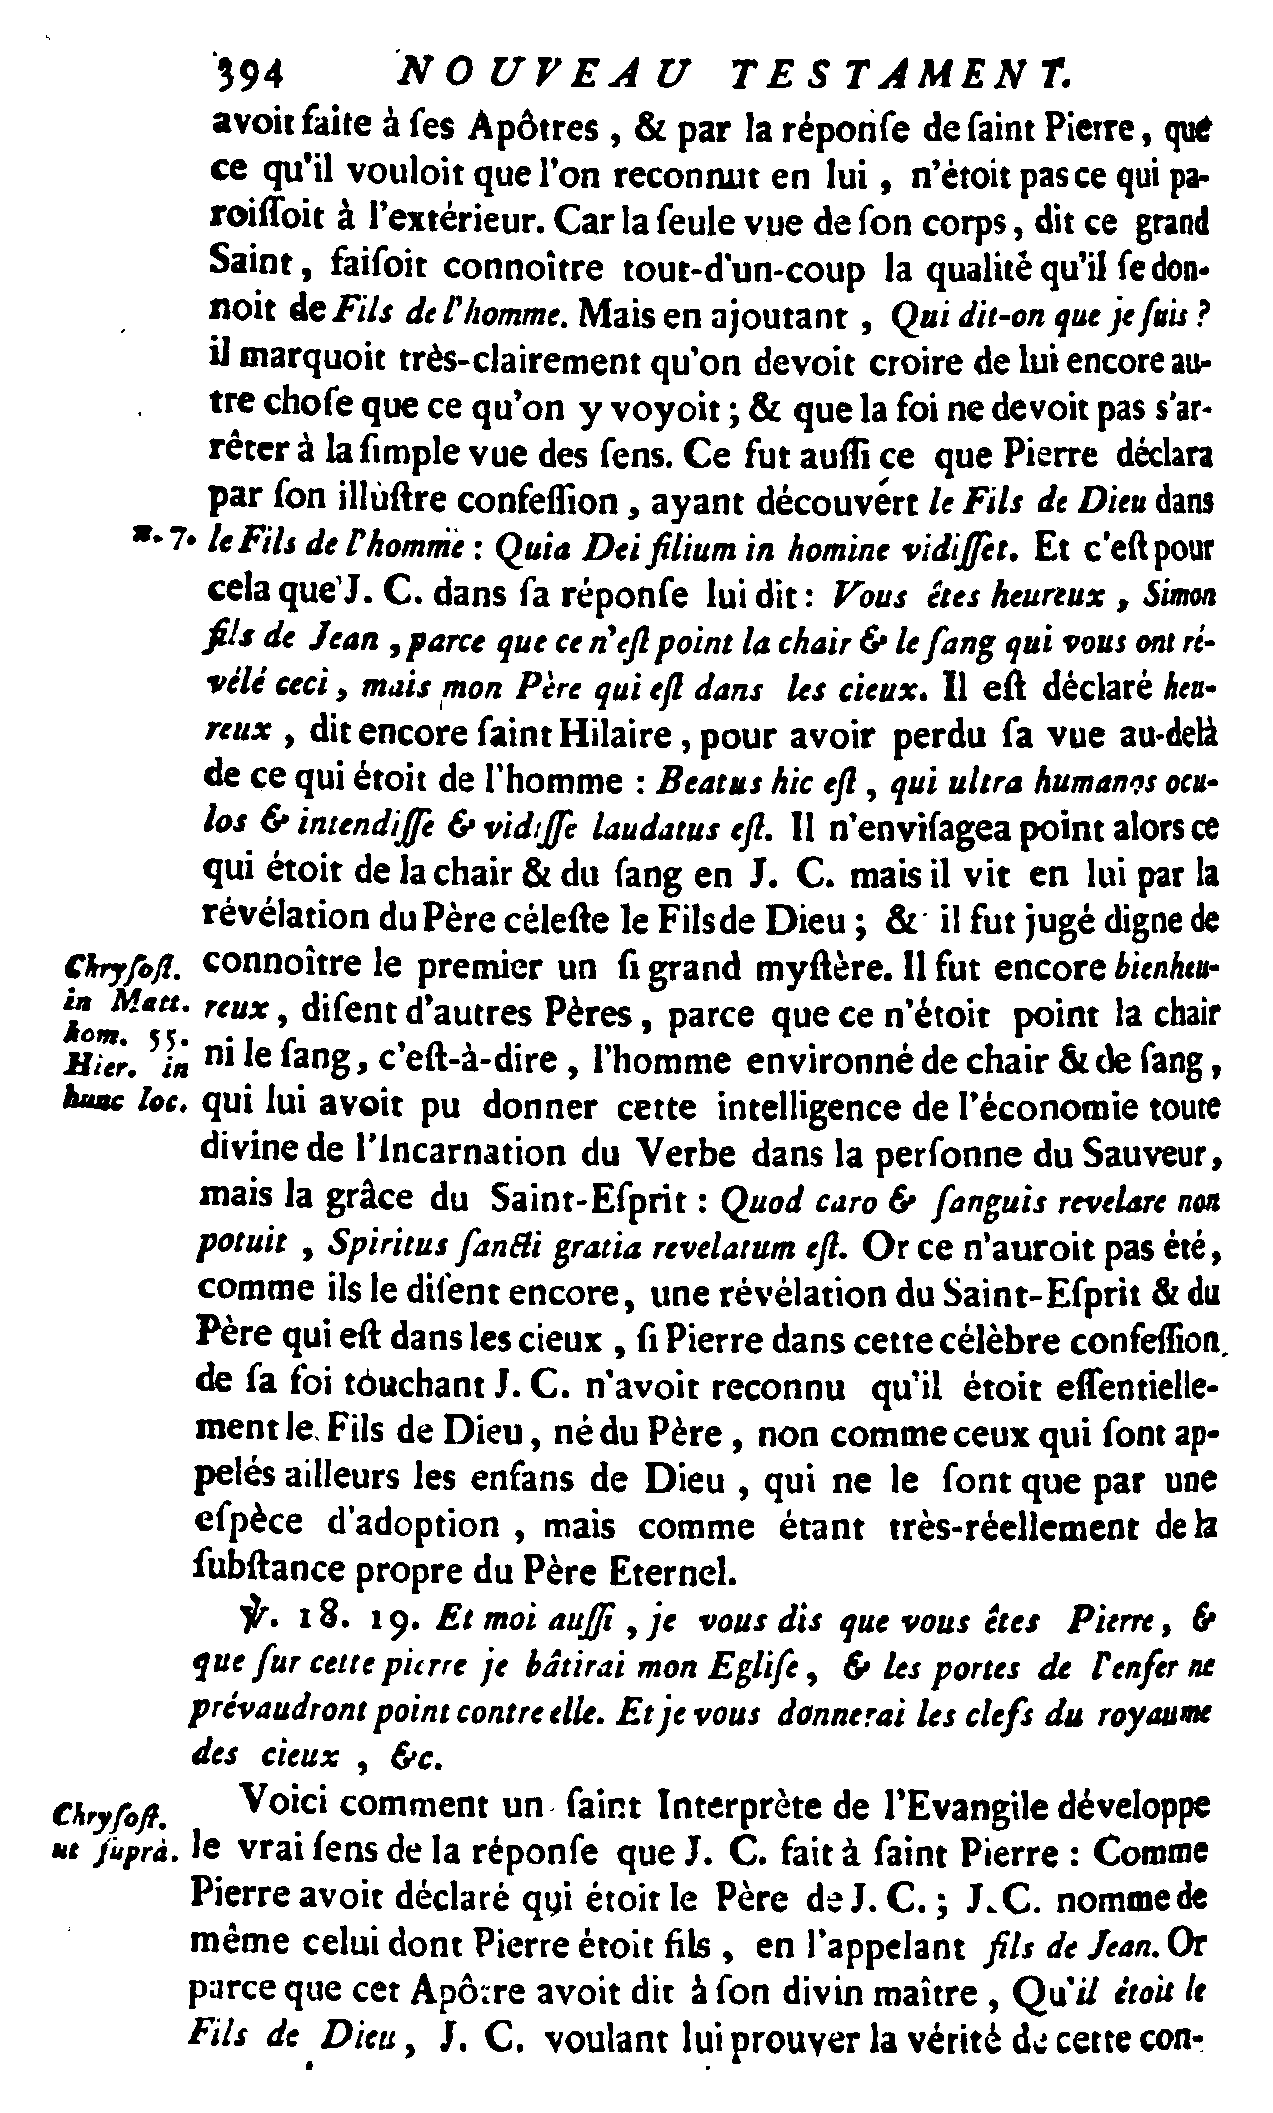 394 NOUVEAU TESTAMENT.
avoit faite à ſes Apôtres, & par la réponſe de ſaint Pierre, que
ce qu'il vouloit que l'on reconnut en lui, n'étoit pas ce qui pa-
roiſſoit à l'extérieur. Car la ſeule vue de ſon corps, dit ce grand
Saint, faiſoit connoître tout-d'un-coup la qualité qu'il ſe don-
noit de Fils de l'homme. Mais en ajoutant, Qui dit-on que je ſuis ?
il marquoit très-clairement qu'on devoit croire de lui encore au-
tre choſe que ce qu'on y voyoit ; & que la foi ne devoit pas s'ar-
rêter à la ſimple vue des ſens. Ce fut auſſi ce que Pierre déclara
par ſon illuſtre confeſſion, ayant découvert le Fils de Dieu dans
n. 7. le Fils de l'homme : Quia Dei filium in homine vidiſſet. Et c'eſt pour
cela que J. C. dans ſa réponſe lui dit : Vous êtes heureux, Simon
fils de Jean, parce que ce n'eſt point la chair & le ſang qui vous ont ré-
vélé ceci, mais mon Père qui eſt dans les cieux. Il eſt déclaré heu-
reux, dit encore ſaint Hilaire, pour avoir perdu ſa vue au-delà
de ce qui étoit de l'homme : Beatus hic eſt, qui ultra humanos ocu-
los & intendiſſe & vidiſſe laudatus eſt. Il n'enviſagea point alors ce
qui étoit de la chair & du ſang en J. C. mais il vit en lui par la
révélation du Père céleſte le Fils de Dieu ; & il fut jugé digne de
Chryſoſt. connoître le premier un ſi grand myſtère. Il fut encore bienheu-
in Matt. reux, diſent d'autres Pères, parce que ce n'étoit point la chair
hom. 55.
Hier. in ni le ſang, c'eſt-à-dire, l'homme environné de chair & de ſang,
hunc loc. qui lui avoit pu donner cette intelligence de l'économie toute
divine de l'Incarnation du Verbe dans la perſonne du Sauveur,
mais la grâce du Saint-Eſprit : Quod caro & ſanguis revelare non
potuit, Spiritus ſancti gratia revelatum eſt. Or ce n'auroit pas été,
comme ils le diſent encore, une révélation du Saint-Eſprit & du
Père qui eſt dans les cieux, ſi Pierre dans cette célèbre confeſſion
de ſa foi touchant J. C. n'avoit reconnu qu'il étoit eſſentielle-
ment le Fils de Dieu, né du Père, non comme ceux qui ſont ap-
pelés ailleurs les enfans de Dieu, qui ne le ſont que par une
eſpèce d'adoption, mais comme étant très-réellement de la
ſubſtance propre du Père Eternel.
℣. 18. 19. Et moi auſſi, je vous dis que vous êtes Pierre, &
que ſur cette pierre je bâtirai mon Egliſe, & les portes de l'enfer ne
prévaudront point contre elle. Et je vous donnerai les clefs du royaume
des cieux, &c.
Chryſoſt. Voici comment un ſaint Interprète de l'Evangile développe
ut ſuprà. le vrai ſens de la réponſe que J. C. fait à ſaint Pierre : Comme
Pierre avoit déclaré qui étoit le Père de J. C. ; J. C. nomme de
même celui dont Pierre étoit fils, en l'appelant fils de Jean. Or
parce que cet Apôtre avoit dit à ſon divin maître, Qu'il étoit le
Fils de Dieu, J. C. voulant lui prouver la vérité de cette con-